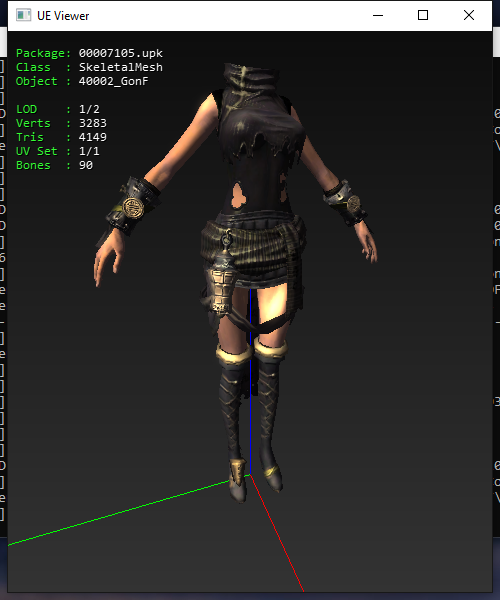 UE Viewer
Package: 00007105.upk
Class : SkeletalMesh
Object : 40002_GonF
LOD : 1/2
Verts : 3283
Tris : 4149
UV Set : 1/1
Bones : 90